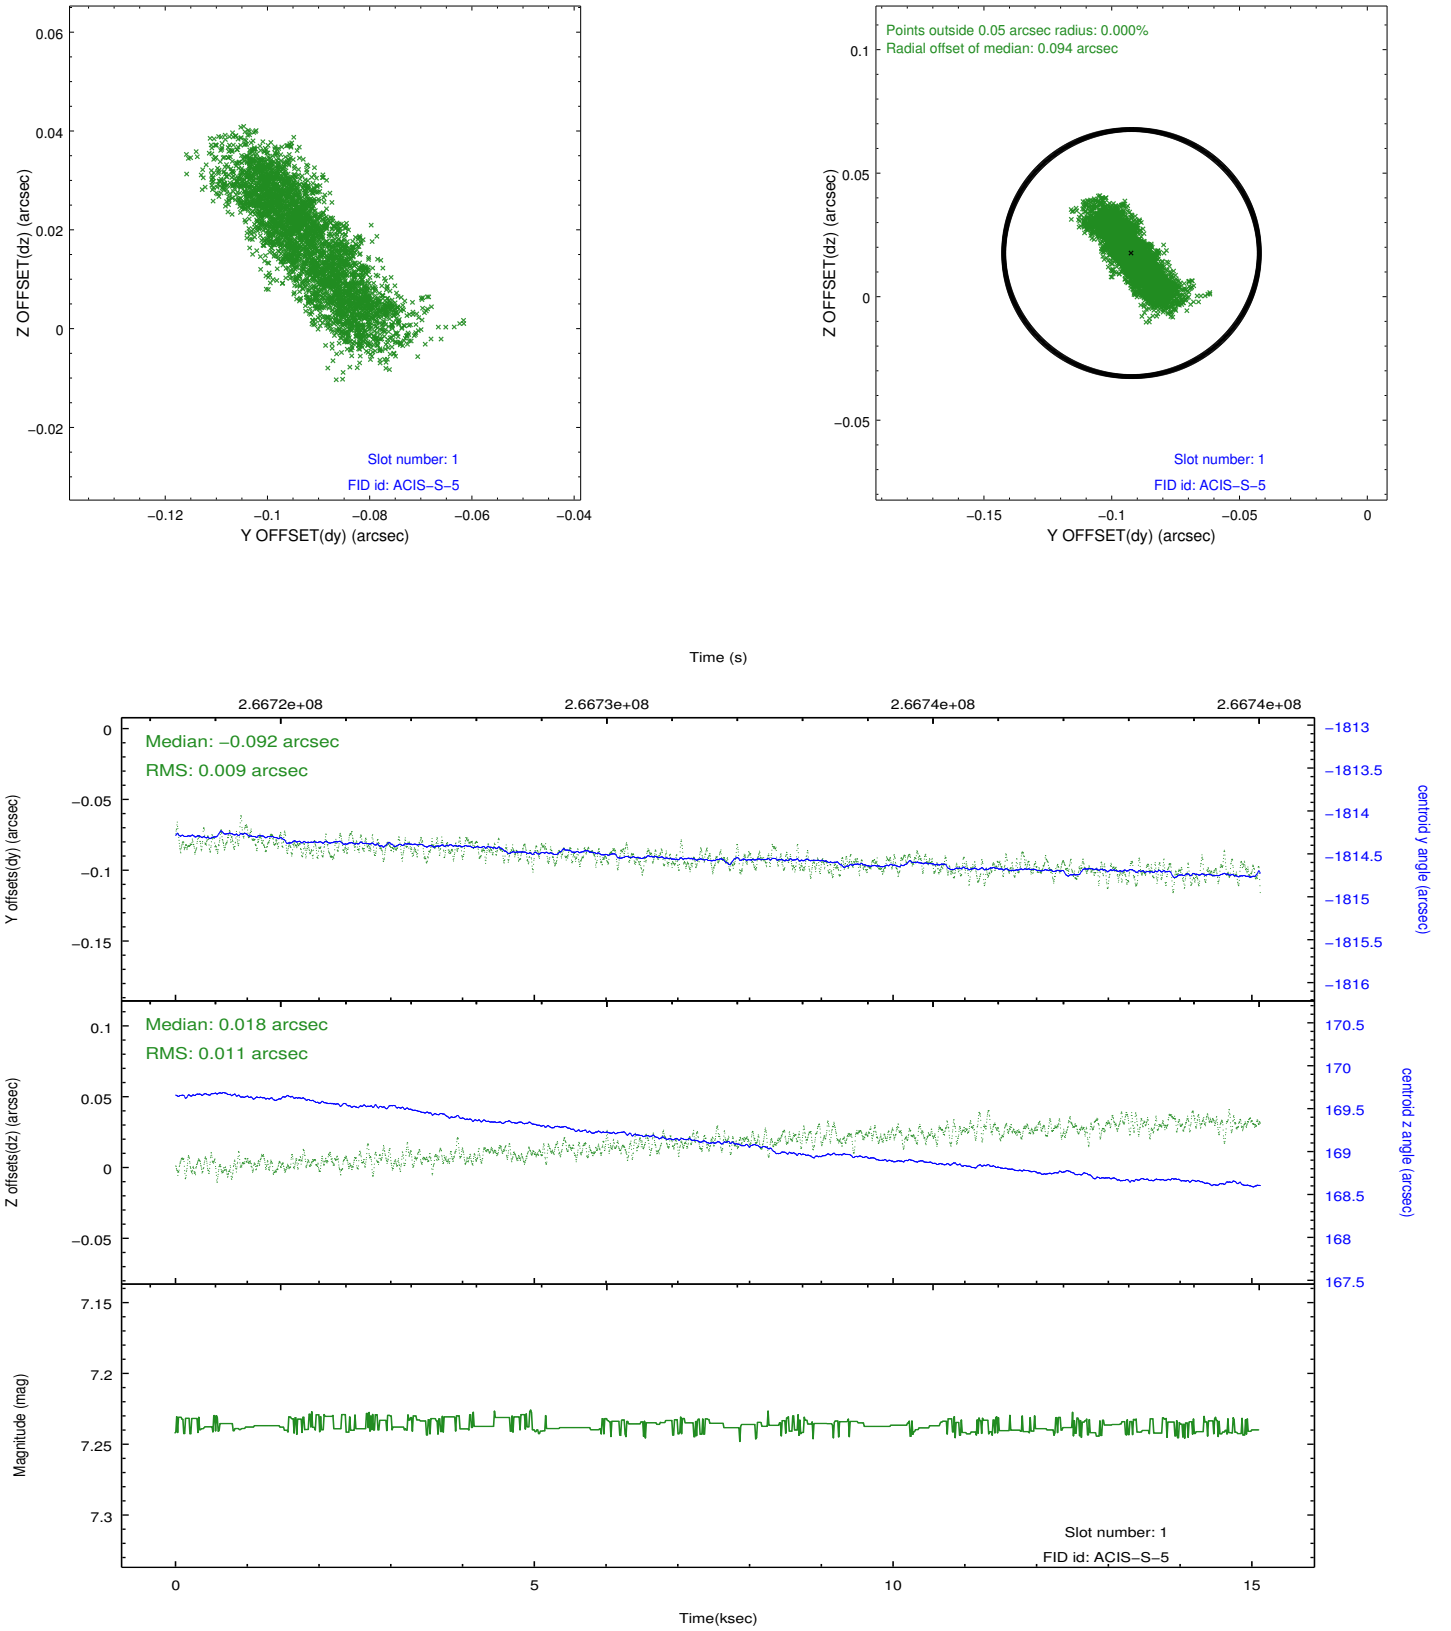 0.06
0.04
0.02
0
−0.02
Z OFFSET(dz) (arcsec)
Slot number: 1
FID id: ACIS−S−5
−0.12 −0.1 −0.08 −0.06 −0.04
Y OFFSET(dy) (arcsec)
Points outside 0.05 arcsec radius: 0.000%
Radial offset of median: 0.094 arcsec
0.1
0.05
0
−0.05
Z OFFSET(dz) (arcsec)
Slot number: 1
FID id: ACIS−S−5
−0.15 −0.1 −0.05 0
Y OFFSET(dy) (arcsec)
Time (s)
2.6672e+08 2.6673e+08 2.6674e+08 2.6674e+08
Median: −0.092 arcsec
RMS: 0.009 arcsec
0
−0.05
−0.1
−0.15
Y offsets(dy) (arcsec)
−1813
−1813.5
−1814
−1814.5
−1815
−1815.5
−1816
centroid y angle (arcsec)
Median: 0.018 arcsec
RMS: 0.011 arcsec
0.1
0.05
0
−0.05
Z offsets(dz) (arcsec)
170.5
170
169.5
169
168.5
168
167.5
centroid z angle (arcsec)
7.15
7.2
7.25
7.3
Magnitude (mag)
Slot number: 1
FID id: ACIS−S−5
0 5 10 15
Time(ksec)